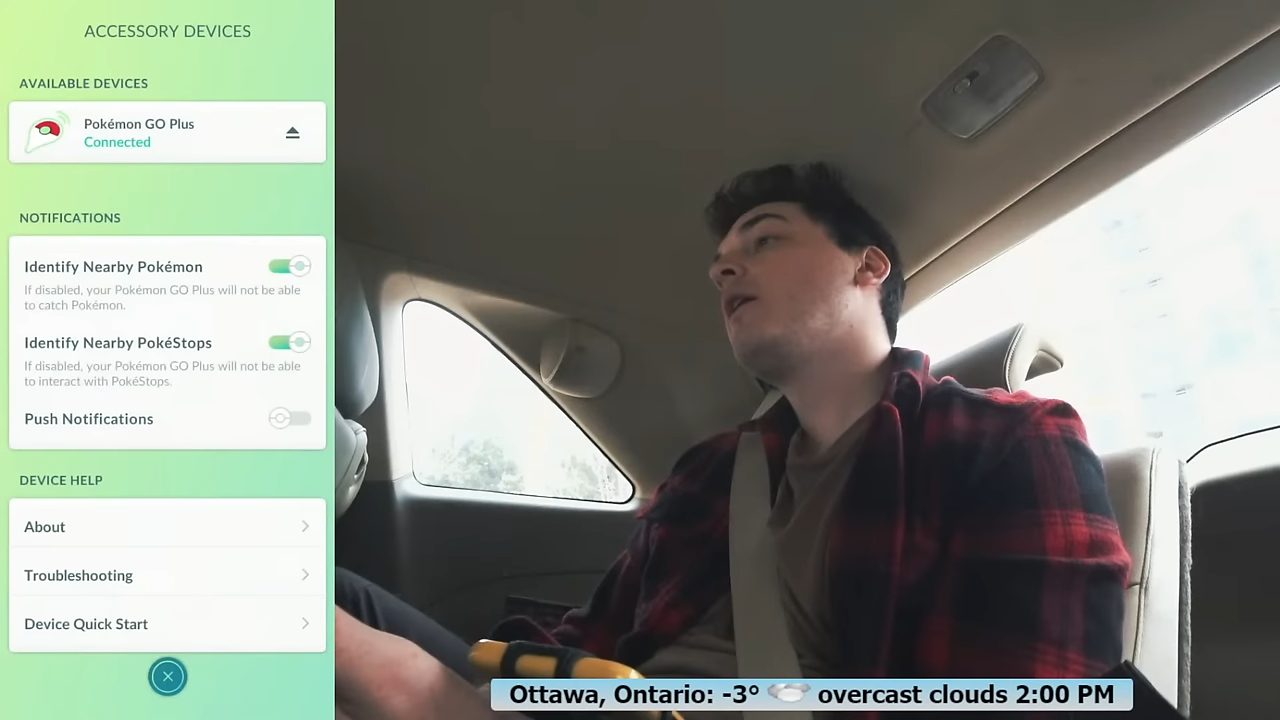 ACCESSORY DEVICES
AVAILABLE DEVICES
Pokémon GO Plus
Connected
NOTIFICATIONS
Identify Nearby Pokémon
If disabled, your Pokémon GO Plus will not be able
to catch Pokémon.
Identify Nearby PokéStops
If disabled, your Pokémon GO Plus will not be able
to interact with PokéStops.
Push Notifications
DEVICE HELP
About
Troubleshooting
Device Quick Start
Ottawa, Ontario: -3° overcast clouds 2:00 PM